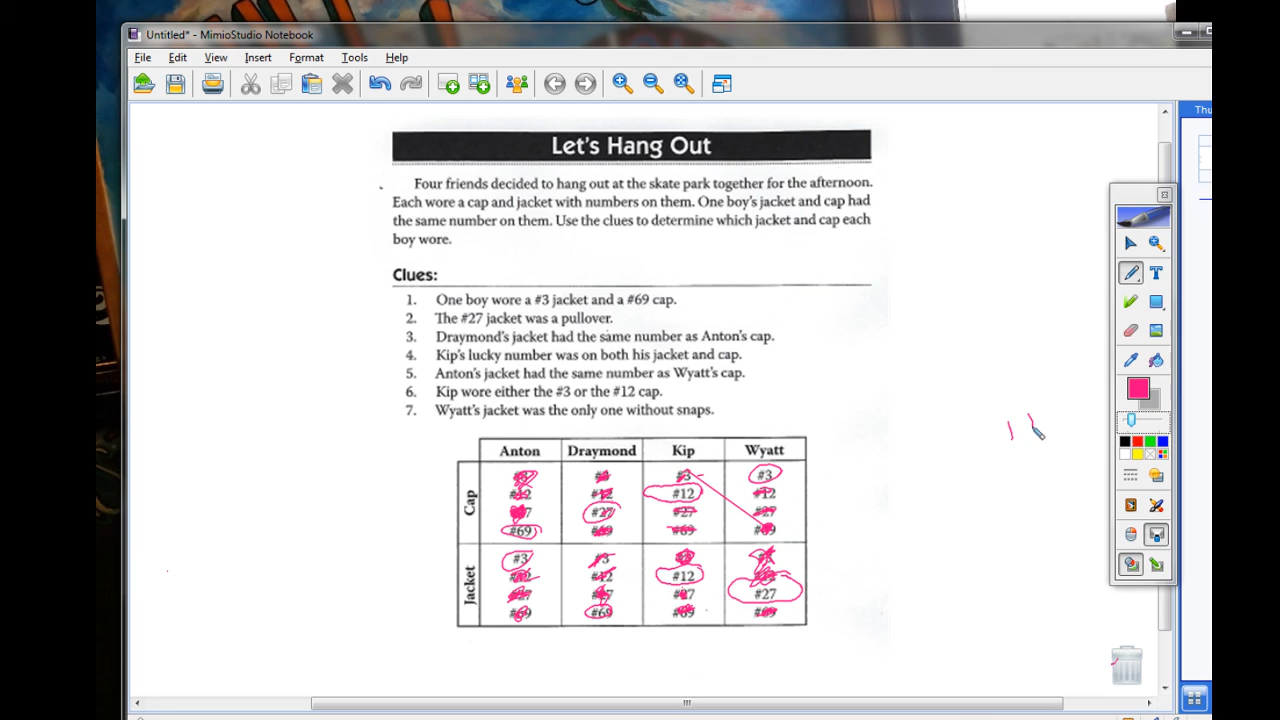 Untitled* - MimioStudio Notebook
File Edit View Insert Format Tools Help
Thu
Let's Hang Out
Four friends decided to hang out at the skate park together for the afternoon.
Each wore a cap and jacket with numbers on them. One boy's jacket and cap had
the same number on them. Use the clues to determine which jacket and cap each
boy wore.
Clues:
1. One boy wore a #3 jacket and a #69 cap.
2. The #27 jacket was a pullover.
3. Draymond's jacket had the same number as Anton's cap.
4. Kip's lucky number was on both his jacket and cap.
5. Anton's jacket had the same number as Wyatt's cap.
6. Kip wore either the #3 or the #12 cap.
7. Wyatt's jacket was the only one without snaps.
Anton Draymond Kip Wyatt
Cap
#3 #3
#12 #12 #12
#27 #27 #27
#69 #69 #69
Jacket
#3 #3
#12 #12
#27 #27
#69 #69 #69